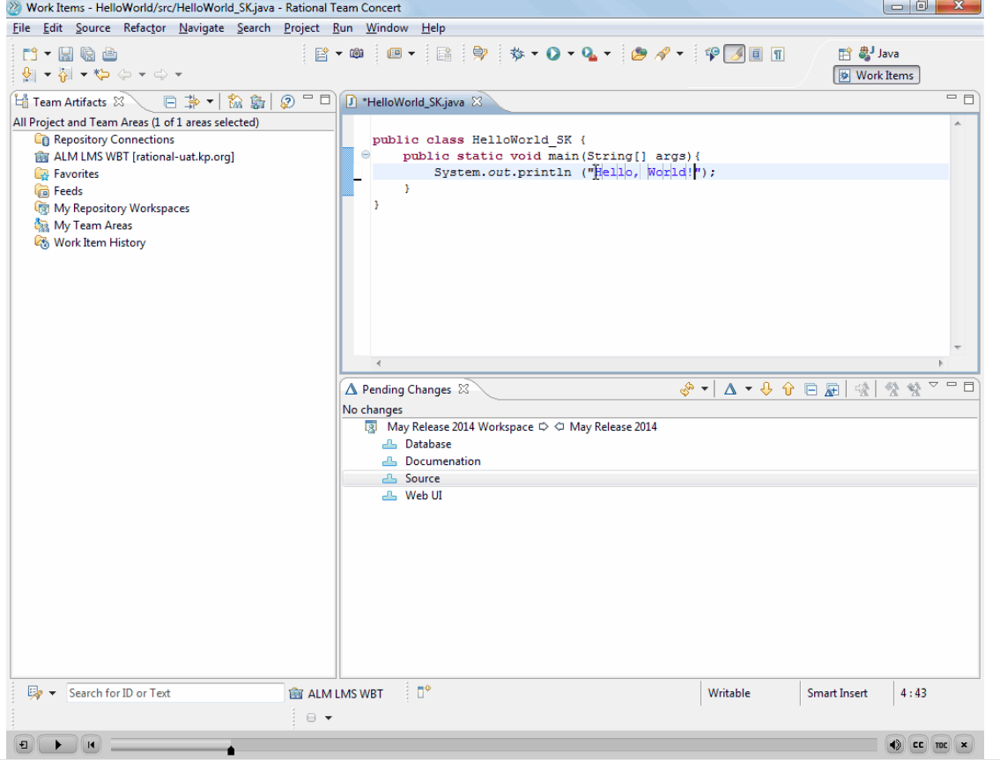 Work Items - HelloWorld/src/HelloWorld_SK.java - Rational Team Concert
File Edit Source Refactor Navigate Search Project Run Window Help
Java
Work Items
Team Artifacts
All Project and Team Areas (1 of 1 areas selected)
Repository Connections
ALM LMS WBT [rational-uat.kp.org]
Favorites
Feeds
My Repository Workspaces
My Team Areas
Work Item History
*HelloWorld_SK.java
public class HelloWorld_SK {
public static void main(String[] args){
System.out.println ("Hello, World!");
}
}
Pending Changes
No changes
May Release 2014 Workspace May Release 2014
Database
Documenation
Source
Web UI
Search for ID or Text ALM LMS WBT Writable Smart Insert 4 : 43
CC TOC